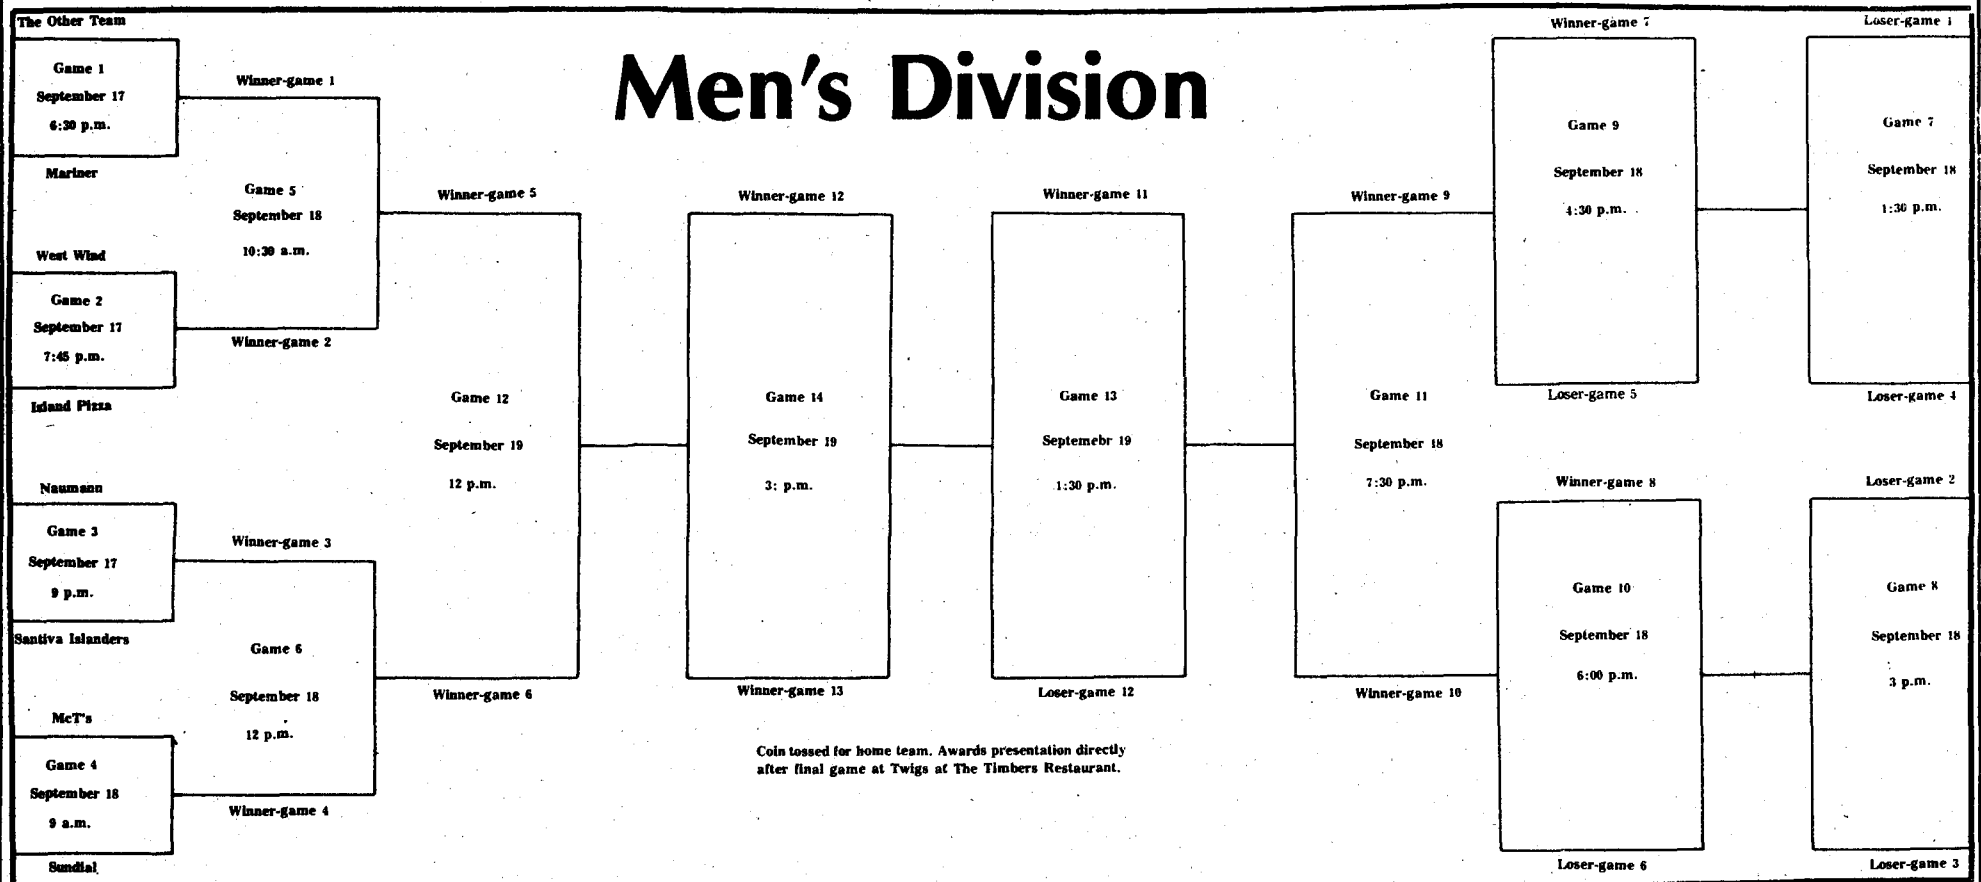 Men's Division
The Other Team
Game 1
September 17
6:30 p.m.
Mariner
West Wind
Game 2
September 17
7:45 p.m.
Island Pizza
Naumann
Game 3
September 17
9 p.m.
Santiva Islanders
McT's
Game 4
September 18
9 a.m.
Sundial
Winner-game 1
Game 5
September 18
10:30 a.m.
Winner-game 2
Winner-game 3
Game 6
September 18
12 p.m.
Winner-game 4
Winner-game 5
Game 12
September 19
12 p.m.
Winner-game 6
Winner-game 12
Game 14
September 19
3: p.m.
Winner-game 13
Winner-game 11
Game 13
Septemebr 19
1:30 p.m.
Loser-game 12
Coin tossed for home team. Awards presentation directly
after final game at Twigs at The Timbers Restaurant.
Winner-game 9
Game 11
September 18
7:30 p.m.
Winner-game 10
Winner-game 7
Game 9
September 18
4:30 p.m.
Loser-game 5
Winner-game 8
Game 10
September 18
6:00 p.m.
Loser-game 6
Loser-game 1
Game 7
September 18
1:30 p.m.
Loser-game 4
Loser-game 2
Game 8
September 18
3 p.m.
Loser-game 3